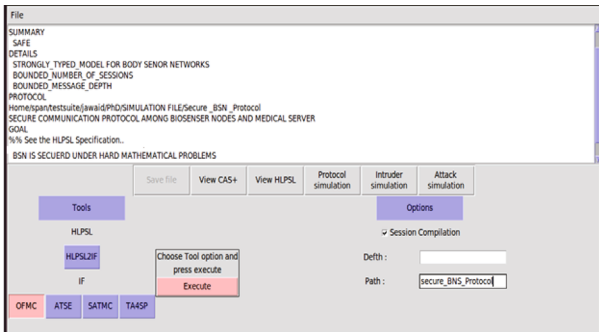 File
SUMMARY
SAFE
DETAILS
STRONGLY_TYPED_MODEL FOR BODY SENOR NETWORKS
BOUNDED_NUMBER_OF_SESSIONS
BOUNDED_MESSAGE_DEPTH
PROTOCOL
Home/span/testsuite/jawaid/PhD/SIMULATION FILE/Secure _BSN _Protocol
SECURE COMMUNICATION PROTOCOL AMONG BIOSENSER NODES AND MEDICAL SERVER
GOAL
%% See the HLPSL Specification..
BSN IS SECUERD UNDER HARD MATHEMATICAL PROBLEMS
Save file View CAS+ View HLPSL Protocol simulation Intruder simulation Attack simulation
Tools
Options
HLPSL
Session Compilation
HLPSL2IF
Choose Tool option and
press execute
Execute
Defth :
IF
Path : secure_BNS_Protocol
OFMC ATSE SATMC TA4SP